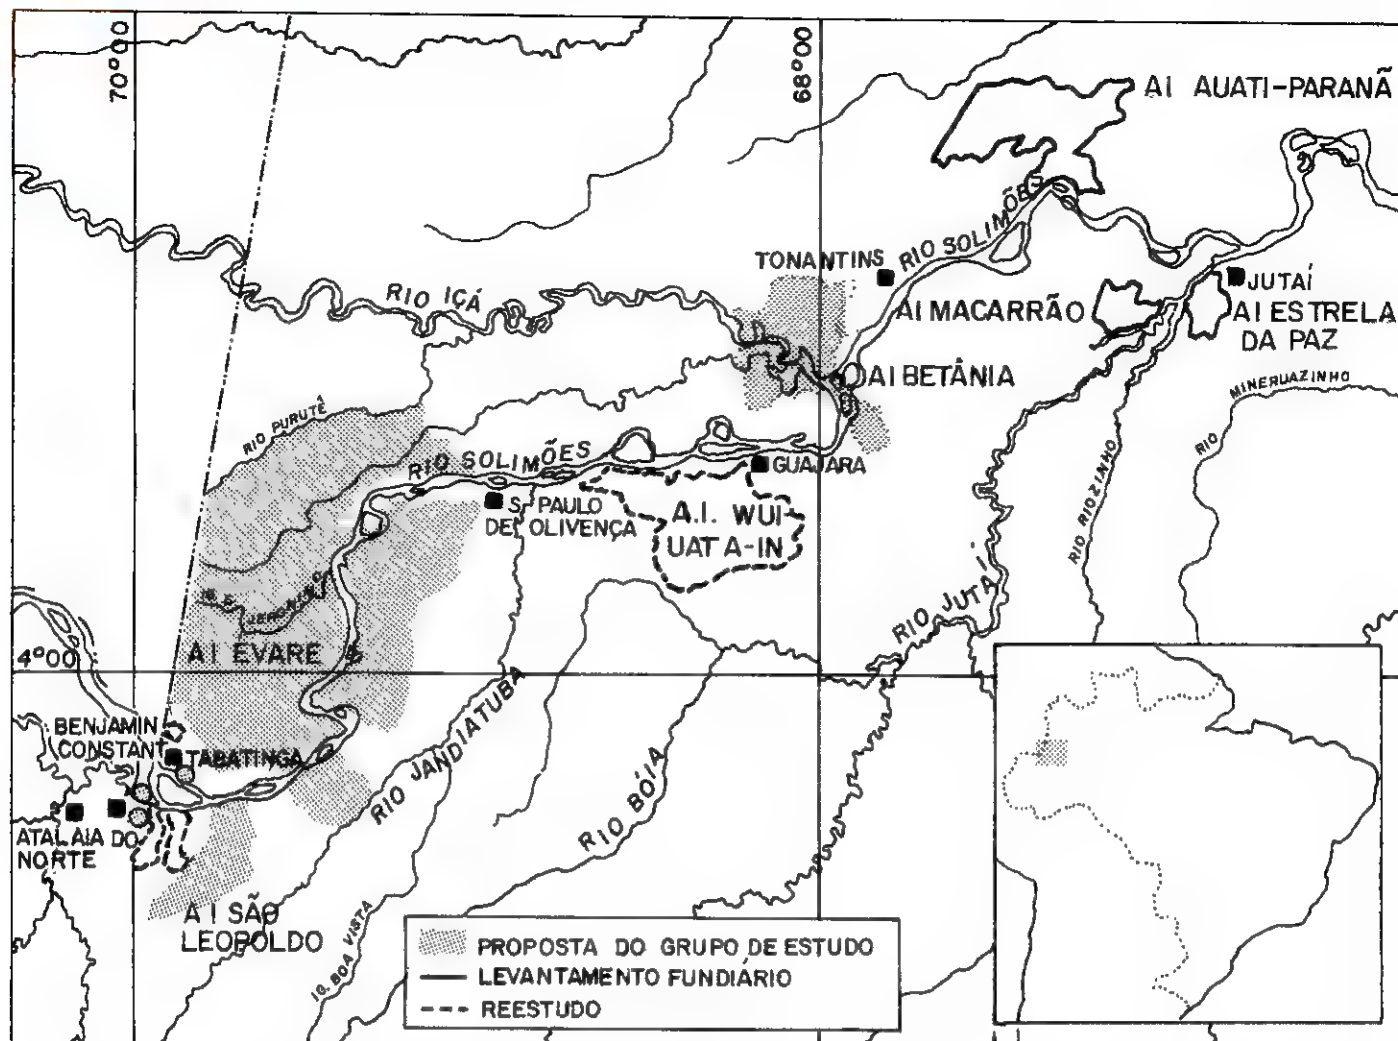 70°00
68°00
AI AUATI-PARANÃ
RIO SOLIMÕES
TONANTINS
JUTAÍ
RIO IÇÁ
AI MACARRÃO
AI ESTRELA
DA PAZ
AI BETÂNIA
MINERUAZINHO
RIO
RIO PURUTÊ
RIO SOLIMÕES
GUAJARA
S. PAULO
DE OLIVENÇA
A.I. WUI-
UATA-IN
RIO RIOZINHO
RIO JUTAÍ
IG. S.
4°00
AI EVARE
BENJAMIN
CONSTANT
TABATINGA
RIO JANDIATUBA
RIO BÓIA
ATALAIA DO
NORTE
AI SÃO
LEOPOLDO
IG. BOA VISTA
PROPOSTA DO GRUPO DE ESTUDO
LEVANTAMENTO FUNDIÁRIO
REESTUDO